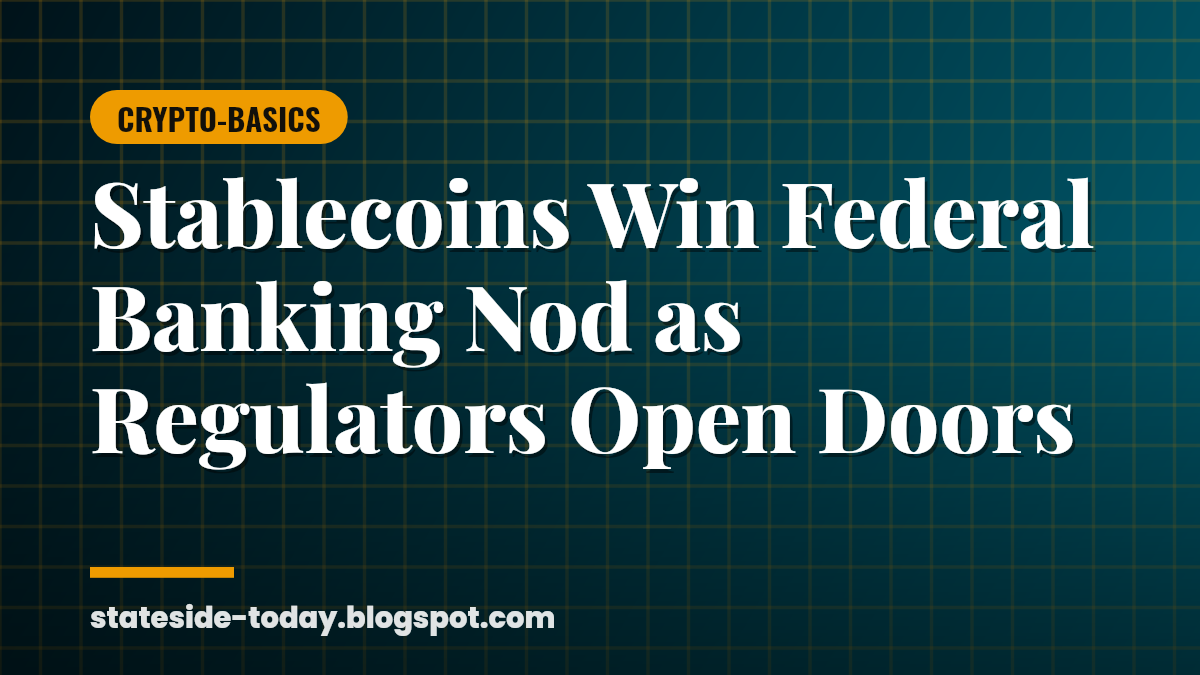 CRYPTO-BASICS
Stablecoins Win Federal
Banking Nod as
Regulators Open Doors
stateside-today.blogspot.com